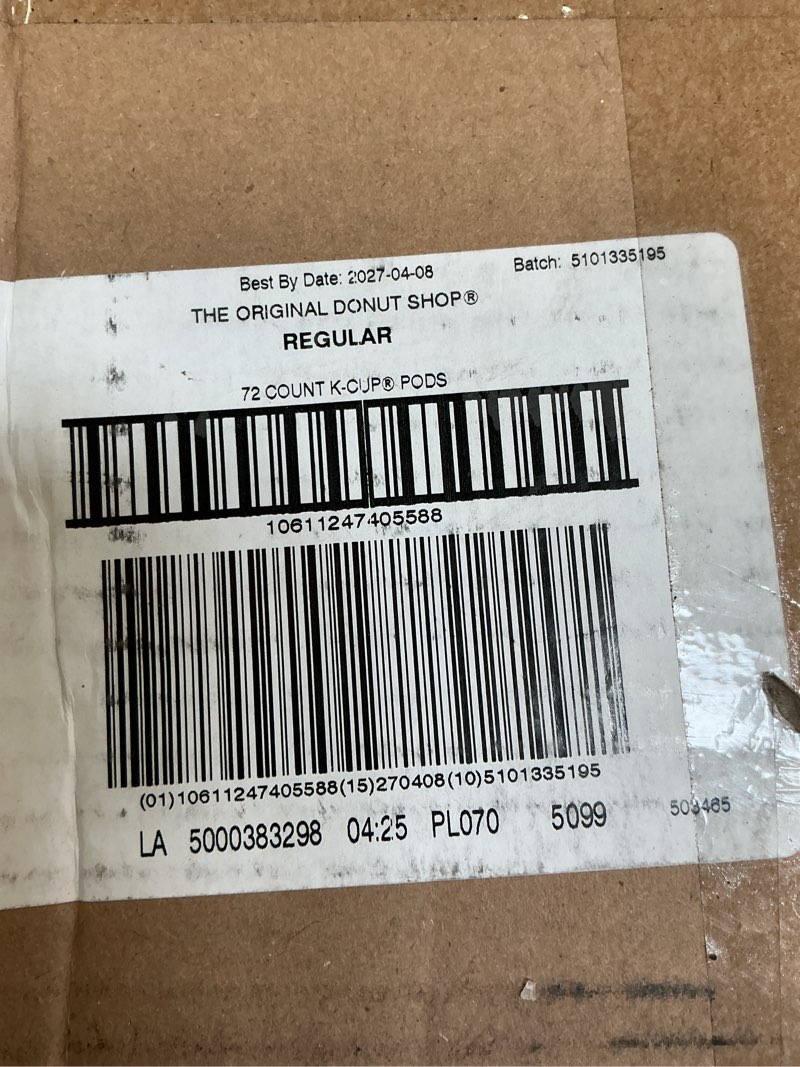 Best By Date: 2027-04-08 Batch: 5101335195
THE ORIGINAL DONUT SHOP®
REGULAR
72 COUNT K-CUP® PODS
10611247405588
(01)10611247405588(15)270408(10)5101335195
LA 5000383298 04:25 PL070 5099 503465